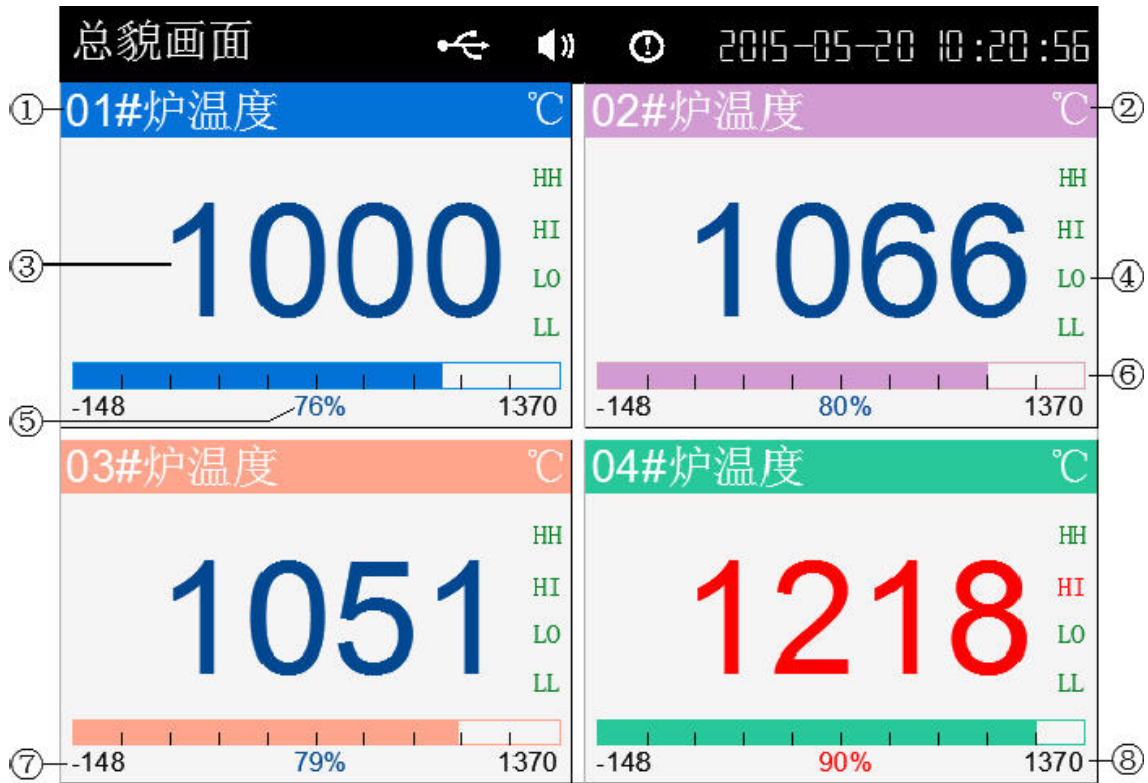 总貌画面 2015-05-20 10:20:56
① 01#炉温度 ℃
HH
HI
③ 1000
LO
LL
⑤ -148 76% 1370
02#炉温度 ℃ ②
HH
HI
1066
LO ④
LL
⑥
-148 80% 1370
03#炉温度 ℃
HH
HI
1051
LO
LL
⑦ -148 79% 1370
04#炉温度 ℃
HH
HI
1218
LO
LL
-148 90% 1370 ⑧